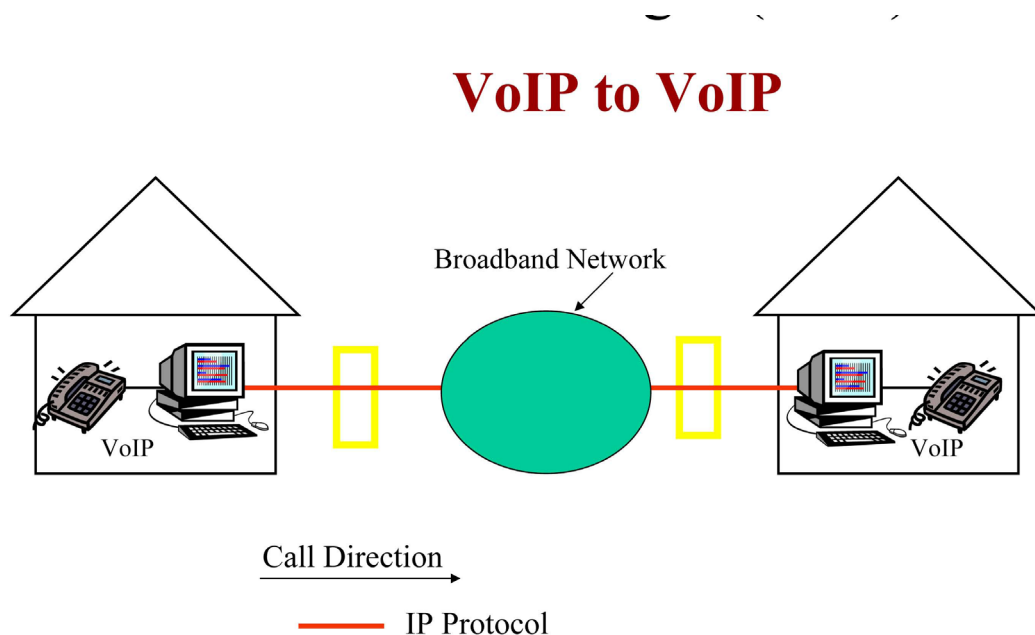 VoIP to VoIP
Broadband Network
VoIP
VoIP
Call Direction
IP Protocol